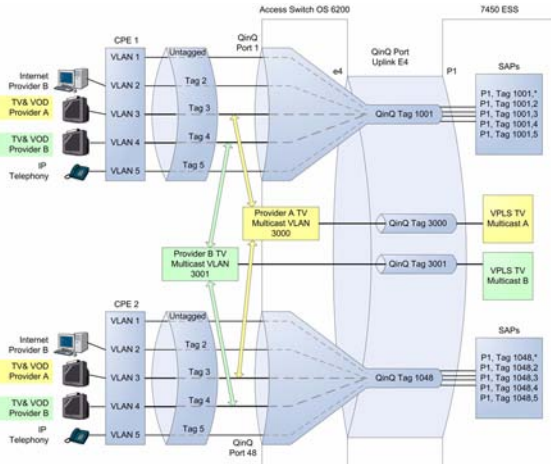 Access Switch OS 6200
7450 ESS
CPE 1
QinQ
Port 1
QinQ Port
Uplink E4
e4
P1
SAPs
VLAN 1
Untagged
Internet
Provider B
VLAN 2
Tag 2
TV& VOD
Provider A
VLAN 3
Tag 3
TV& VOD
Provider B
VLAN 4
Tag 4
IP
Telephony
VLAN 5
Tag 5
QinQ Tag 1001
P1, Tag 1001,*
P1, Tag 1001,2
P1, Tag 1001,3
P1, Tag 1001,4
P1, Tag 1001,5
Provider A TV
Multicast VLAN
3000
QinQ Tag 3000
VPLS TV
Multicast A
Provider B TV
Multicast VLAN
3001
QinQ Tag 3001
VPLS TV
Multicast B
CPE 2
VLAN 1
Untagged
Internet
Provider B
VLAN 2
Tag 2
TV& VOD
Provider A
VLAN 3
Tag 3
TV& VOD
Provider B
VLAN 4
Tag 4
IP
Telephony
VLAN 5
Tag 5
QinQ
Port 48
QinQ Tag 1048
SAPs
P1, Tag 1048,*
P1, Tag 1048,2
P1, Tag 1048,3
P1, Tag 1048,4
P1, Tag 1048,5